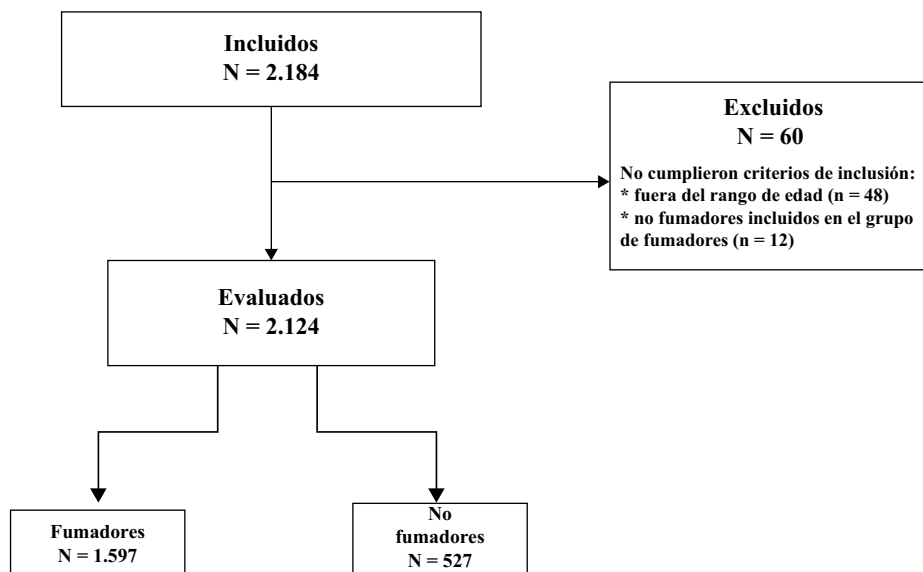 Incluidos
N = 2.184
Excluidos
N = 60
No cumplieron criterios de inclusión:
* fuera del rango de edad (n = 48)
* no fumadores incluidos en el grupo
de fumadores (n = 12)
Evaluados
N = 2.124
Fumadores
N = 1.597
No
fumadores
N = 527